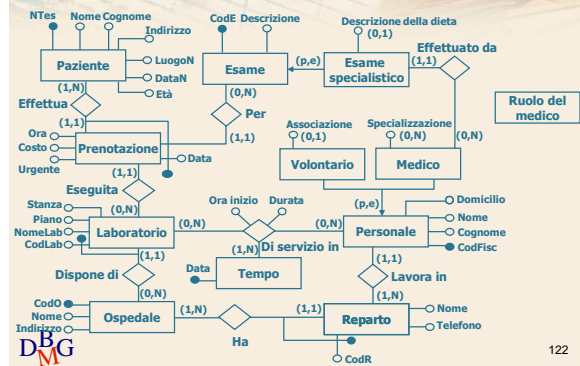 NTes Nome Cognome
Indirizzo
LuogoN
DataN
Età
Paziente
(1,N)
Effettua
(1,1)
CodE Descrizione
Esame
(0,N)
Per
(1,1)
(p,e)
Descrizione della dieta
(0,1)
Esame
specialistico
(1,1)
Effettuato da
(0,N)
Ruolo del
medico
Ora
Costo
Urgente
Prenotazione
Data
(1,1)
Eseguita
(0,N)
Associazione
(0,1)
Volontario
Specializzazione
(0,N)
Medico
(p,e)
Stanza
Piano
NomeLab
CodLab
Laboratorio
(0,N)
Ora inizio
Durata
Di servizio in
(0,N)
(1,N)
Data
Tempo
Domicilio
Nome
Cognome
CodFisc
Personale
(1,1)
Lavora in
(1,N)
(1,1)
Dispone di
(0,N)
CodO
Nome
Indirizzo
Ospedale
(1,N)
Ha
(1,1)
Reparto
Nome
Telefono
CodR
DBMG
122